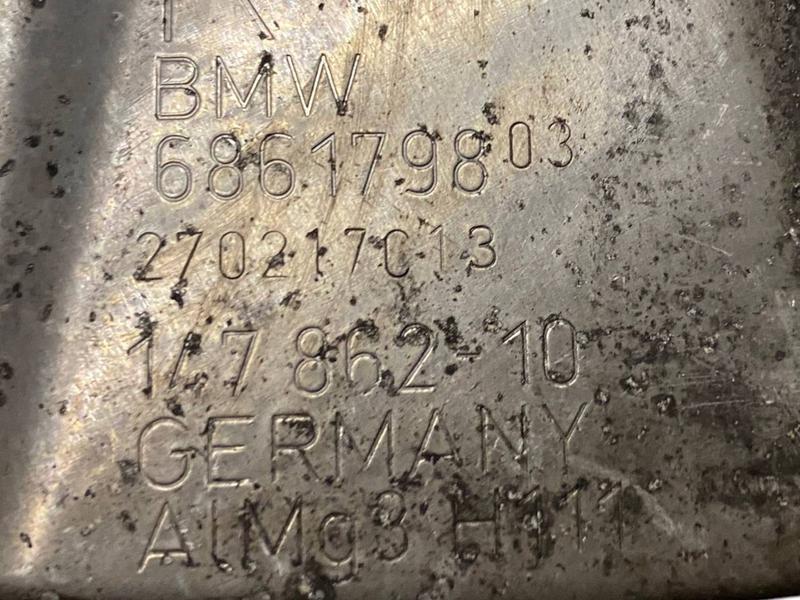 BMW
6861798 03
270217C13
147 862-10
GERMANY
AlMg3 H111